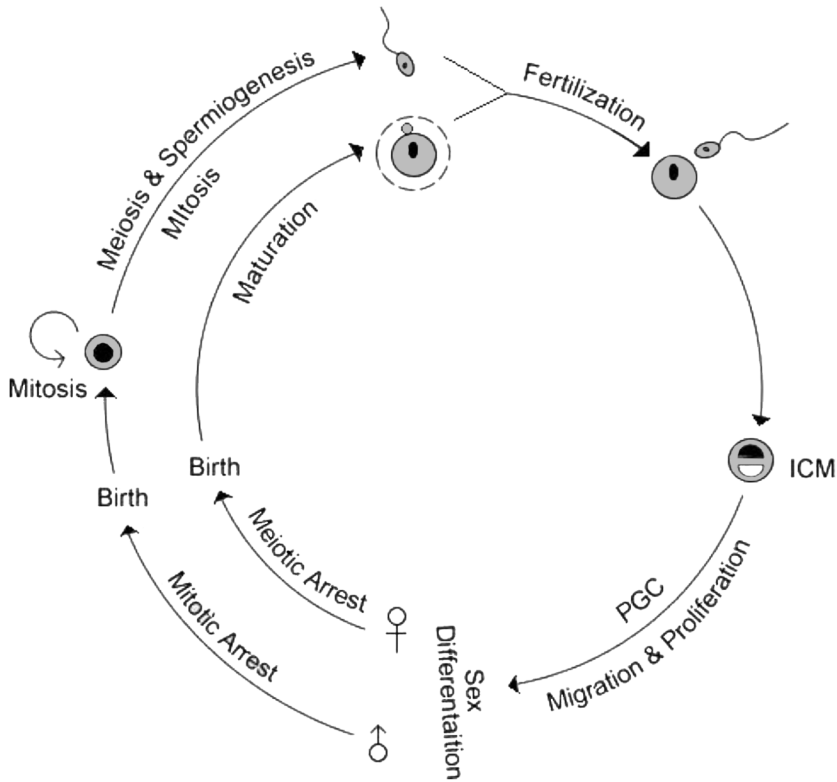 Meiosis & Spermiogenesis
MItosis
Maturation
Fertilization
Mitosis
Birth
Birth
ICM
Meiotic Arrest
Mitotic Arrest
PGC
Migration & Proliferation
Sex
Differentaition